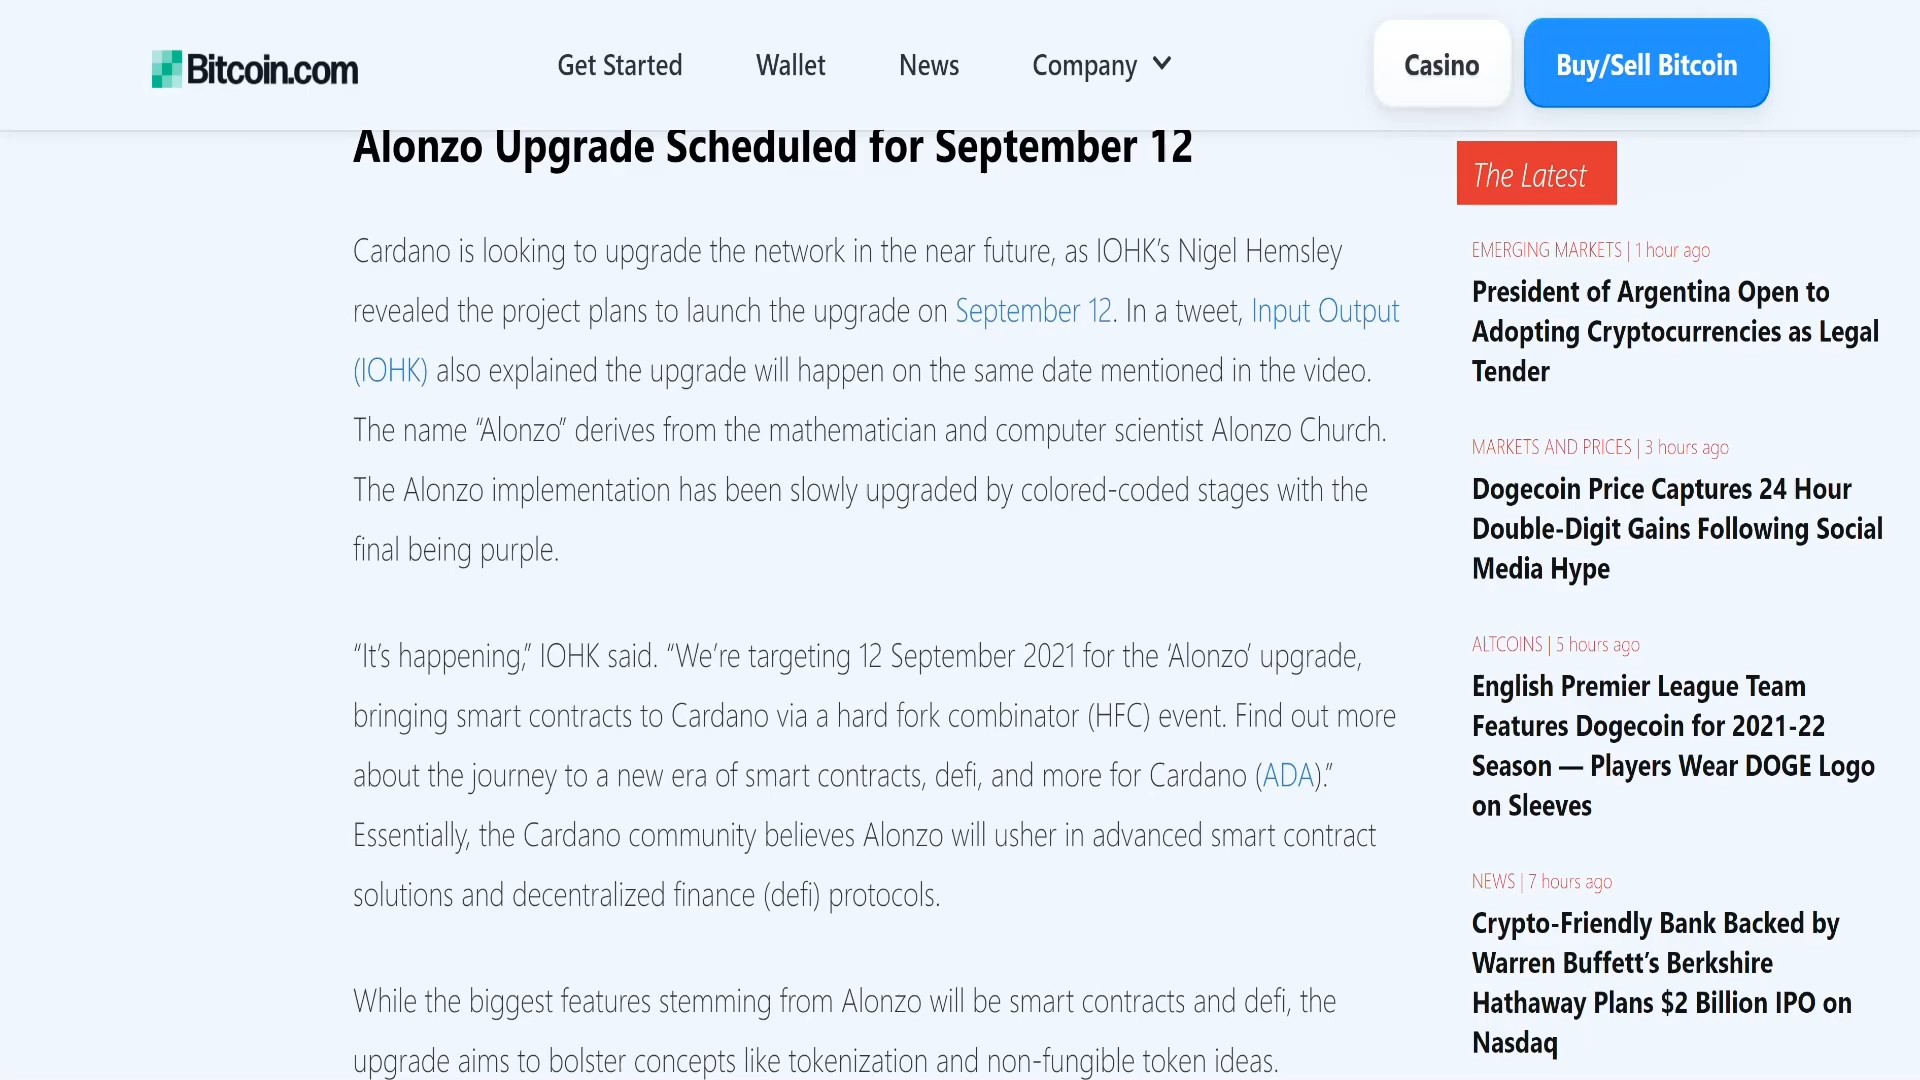 Bitcoin.com
Get Started
Wallet
News
Company
Casino
Buy/Sell Bitcoin
Alonzo Upgrade Scheduled for September 12
Cardano is looking to upgrade the network in the near future, as IOHK’s Nigel Hemsley
revealed the project plans to launch the upgrade on September 12. In a tweet, Input Output
(IOHK) also explained the upgrade will happen on the same date mentioned in the video.
The name “Alonzo” derives from the mathematician and computer scientist Alonzo Church.
The Alonzo implementation has been slowly upgraded by colored-coded stages with the
final being purple.
“It’s happening,” IOHK said. “We’re targeting 12 September 2021 for the ‘Alonzo’ upgrade,
bringing smart contracts to Cardano via a hard fork combinator (HFC) event. Find out more
about the journey to a new era of smart contracts, defi, and more for Cardano (ADA).”
Essentially, the Cardano community believes Alonzo will usher in advanced smart contract
solutions and decentralized finance (defi) protocols.
While the biggest features stemming from Alonzo will be smart contracts and defi, the
upgrade aims to bolster concepts like tokenization and non-fungible token ideas.
The Latest
EMERGING MARKETS | 1 hour ago
President of Argentina Open to
Adopting Cryptocurrencies as Legal
Tender
MARKETS AND PRICES | 3 hours ago
Dogecoin Price Captures 24 Hour
Double-Digit Gains Following Social
Media Hype
ALTCOINS | 5 hours ago
English Premier League Team
Features Dogecoin for 2021-22
Season — Players Wear DOGE Logo
on Sleeves
NEWS | 7 hours ago
Crypto-Friendly Bank Backed by
Warren Buffett’s Berkshire
Hathaway Plans $2 Billion IPO on
Nasdaq